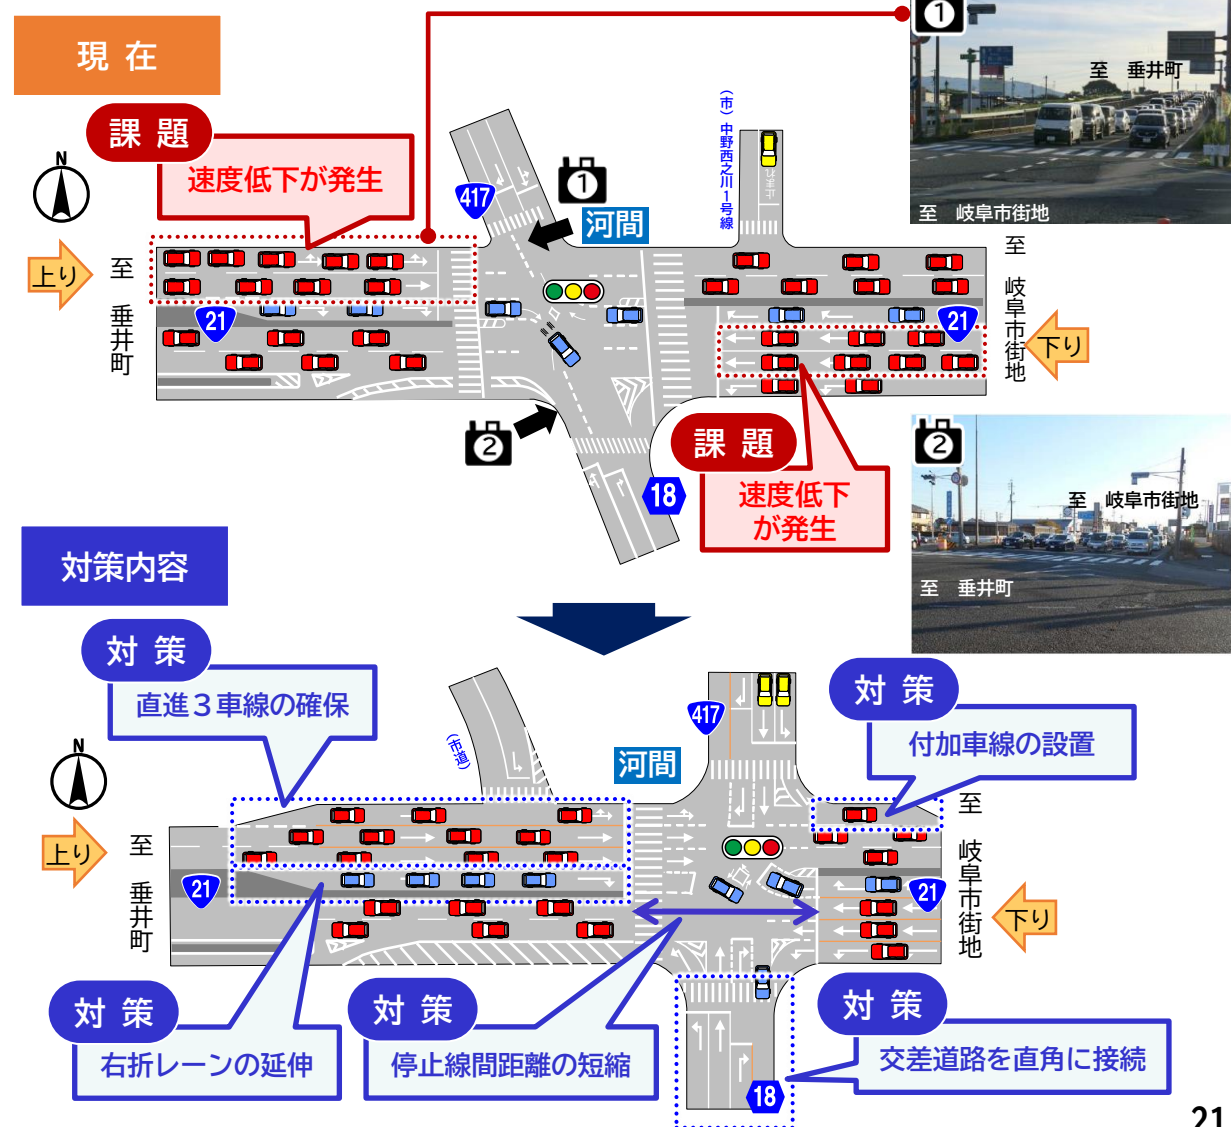 現 在
課 題
速度低下が発生
N
上り
至 垂井町
417
(市)中野西之川1号線
止まれ
1
河間
1
至 垂井町
至 岐阜市街地
21
21
至 岐阜市街地
下り
2
18
課 題
速度低下
が発生
2
至 岐阜市街地
至 垂井町
対策内容
対 策
直進3車線の確保
対 策
付加車線の設置
N
(市道)
417
河間
上り
至 垂井町
21
21
至 岐阜市街地
下り
対 策
右折レーンの延伸
対 策
停止線間距離の短縮
対 策
交差道路を直角に接続
18
21